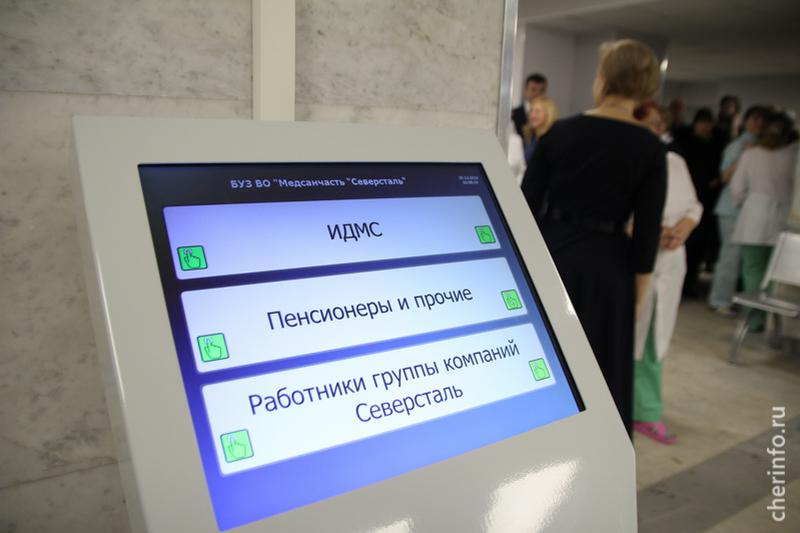 БУЗ ВО "Медсанчасть "Северсталь"
ИДМС
Пенсионеры и прочие
Работники группы компаний
Северсталь
cherinfo.ru